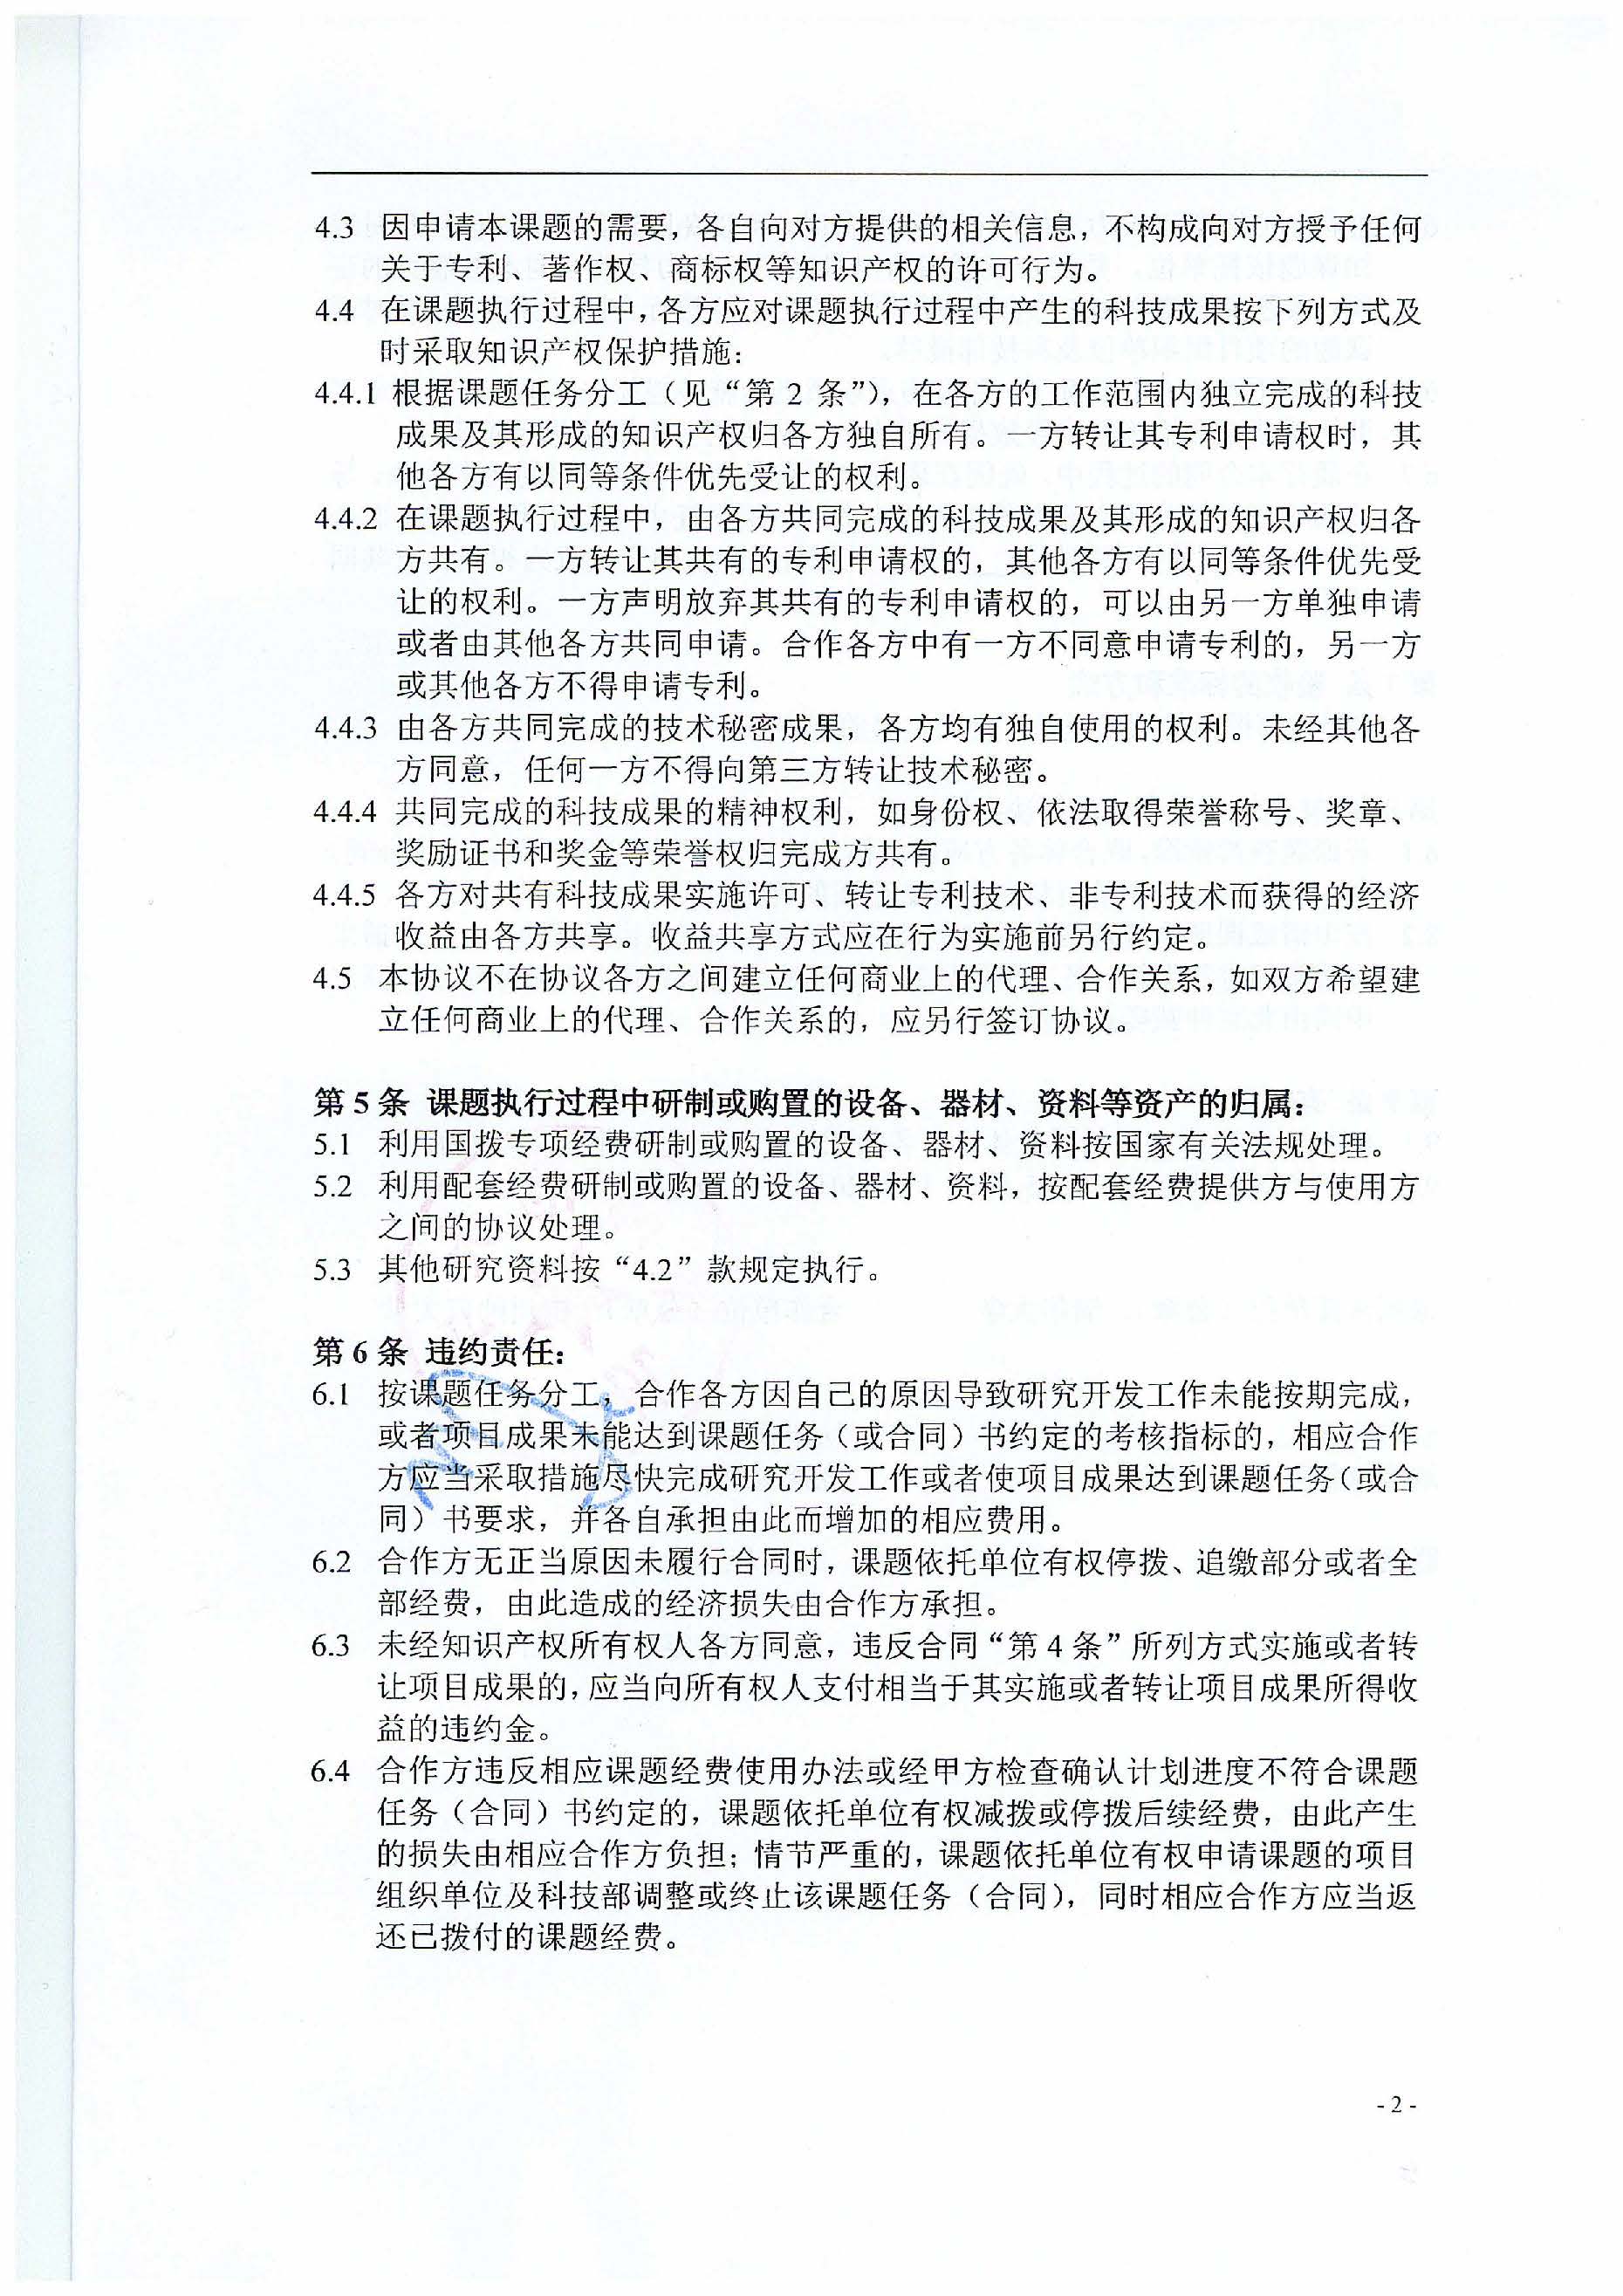 4.3 因申请本课题的需要，各自向对方提供的相关信息，不构成向对方授予任何
关于专利、著作权、商标权等知识产权的许可行为。
4.4 在课题执行过程中，各方应对课题执行过程中产生的科技成果按下列方式及
时采取知识产权保护措施：
4.4.1 根据课题任务分工（见“第 2 条”），在各方的工作范围内独立完成的科技
成果及其形成的知识产权归各方独自所有。一方转让其专利申请权时，其
他各方有以同等条件优先受让的权利。
4.4.2 在课题执行过程中，由各方共同完成的科技成果及其形成的知识产权归各
方共有。一方转让其共有的专利申请权的，其他各方有以同等条件优先受
让的权利。一方声明放弃其共有的专利申请权的，可以由另一方单独申请
或者由其他各方共同申请。合作各方中有一方不同意申请专利的，另一方
或其他各方不得申请专利。
4.4.3 由各方共同完成的技术秘密成果，各方均有独自使用的权利。未经其他各
方同意，任何一方不得向第三方转让技术秘密。
4.4.4 共同完成的科技成果的精神权利，如身份权、依法取得荣誉称号、奖章、
奖励证书和奖金等荣誉权归完成方共有。
4.4.5 各方对共有科技成果实施许可、转让专利技术、非专利技术而获得的经济
收益由各方共享。收益共享方式应在行为实施前另行约定。
4.5 本协议不在协议各方之间建立任何商业上的代理、合作关系，如双方希望建
立任何商业上的代理、合作关系的，应另行签订协议。
第 5 条 课题执行过程中研制或购置的设备、器材、资料等资产的归属：
5.1 利用国拨专项经费研制或购置的设备、器材、资料按国家有关法规处理。
5.2 利用配套经费研制或购置的设备、器材、资料，按配套经费提供方与使用方
之间的协议处理。
5.3 其他研究资料按“4.2”款规定执行。
第 6 条 违约责任：
6.1 按课题任务分工，合作各方因自己的原因导致研究开发工作未能按期完成，
或者项目成果未能达到课题任务（或合同）书约定的考核指标的，相应合作
方应当采取措施尽快完成研究开发工作或者使项目成果达到课题任务（或合
同）书要求，并各自承担由此而增加的相应费用。
6.2 合作方无正当原因未履行合同时，课题依托单位有权停拨、追缴部分或者全
部经费，由此造成的经济损失由合作方承担。
6.3 未经知识产权所有权人各方同意，违反合同“第 4 条”所列方式实施或者转
让项目成果的，应当向所有权人支付相当于其实施或者转让项目成果所得收
益的违约金。
6.4 合作方违反相应课题经费使用办法或经甲方检查确认计划进度不符合课题
任务（合同）书约定的，课题依托单位有权减拨或停拨后续经费，由此产生
的损失由相应合作方负担；情节严重的，课题依托单位有权申请课题的项目
组织单位及科技部调整或终止该课题任务（合同），同时相应合作方应当返
还已拨付的课题经费。
- 2 -